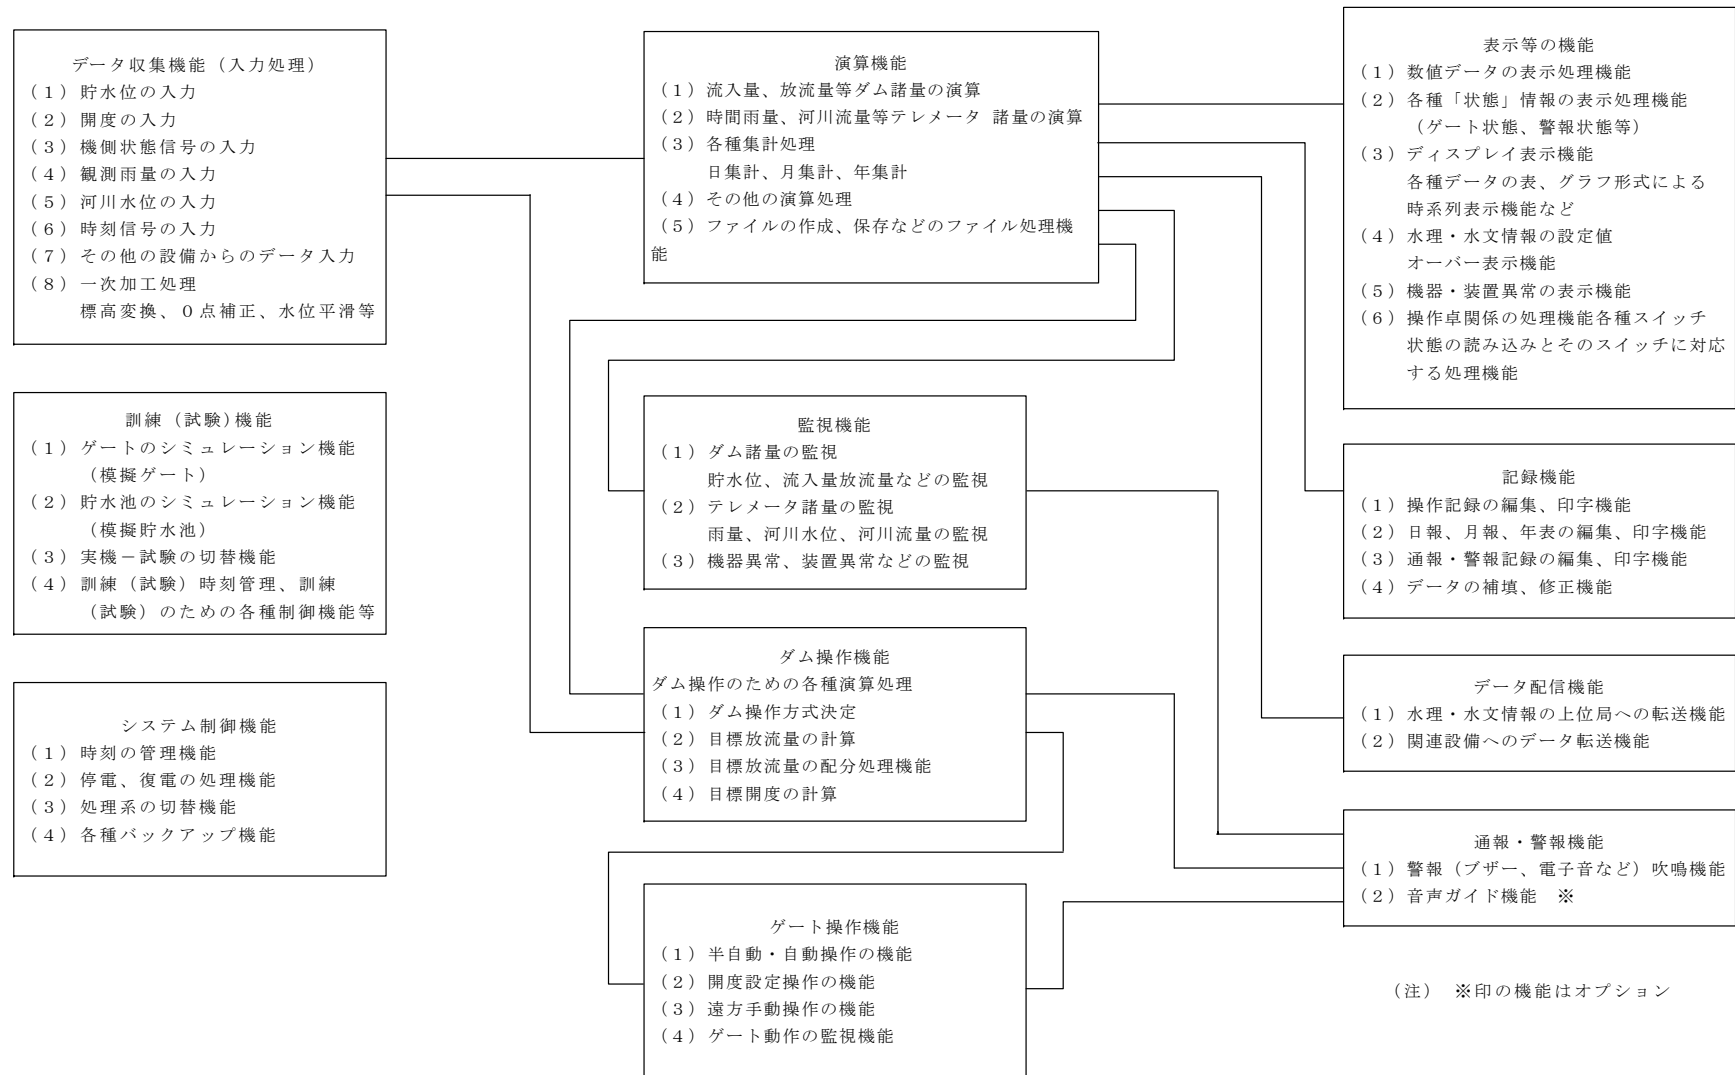 データ収集機能（入力処理）
（１）貯水位の入力
（２）開度の入力
（３）機側状態信号の入力
（４）観測雨量の入力
（５）河川水位の入力
（６）時刻信号の入力
（７）その他の設備からのデータ入力
（８）一次加工処理
標高変換、０点補正、水位平滑等
訓練（試験）機能
（１）ゲートのシミュレーション機能
（模擬ゲート）
（２）貯水池のシミュレーション機能
（模擬貯水池）
（３）実機－試験の切替機能
（４）訓練（試験）時刻管理、訓練
（試験）のための各種制御機能等
システム制御機能
（１）時刻の管理機能
（２）停電、復電の処理機能
（３）処理系の切替機能
（４）各種バックアップ機能
演算機能
（１）流入量、放流量等ダム諸量の演算
（２）時間雨量、河川流量等テレメータ 諸量の演算
（３）各種集計処理
日集計、月集計、年集計
（４）その他の演算処理
（５）ファイルの作成、保存などのファイル処理機
能
監視機能
（１）ダム諸量の監視
貯水位、流入量放流量などの監視
（２）テレメータ諸量の監視
雨量、河川水位、河川流量の監視
（３）機器異常、装置異常などの監視
ダム操作機能
ダム操作のための各種演算処理
（１）ダム操作方式決定
（２）目標放流量の計算
（３）目標放流量の配分処理機能
（４）目標開度の計算
ゲート操作機能
（１）半自動・自動操作の機能
（２）開度設定操作の機能
（３）遠方手動操作の機能
（４）ゲート動作の監視機能
表示等の機能
（１）数値データの表示処理機能
（２）各種「状態」情報の表示処理機能
（ゲート状態、警報状態等）
（３）ディスプレイ表示機能
各種データの表、グラフ形式による
時系列表示機能など
（４）水理・水文情報の設定値
オーバー表示機能
（５）機器・装置異常の表示機能
（６）操作卓関係の処理機能各種スイッチ
状態の読み込みとそのスイッチに対応
する処理機能
記録機能
（１）操作記録の編集、印字機能
（２）日報、月報、年表の編集、印字機能
（３）通報・警報記録の編集、印字機能
（４）データの補填、修正機能
データ配信機能
（１）水理・水文情報の上位局への転送機能
（２）関連設備へのデータ転送機能
通報・警報機能
（１）警報（ブザー、電子音など）吹鳴機能
（２）音声ガイド機能　※
（注）　※印の機能はオプション